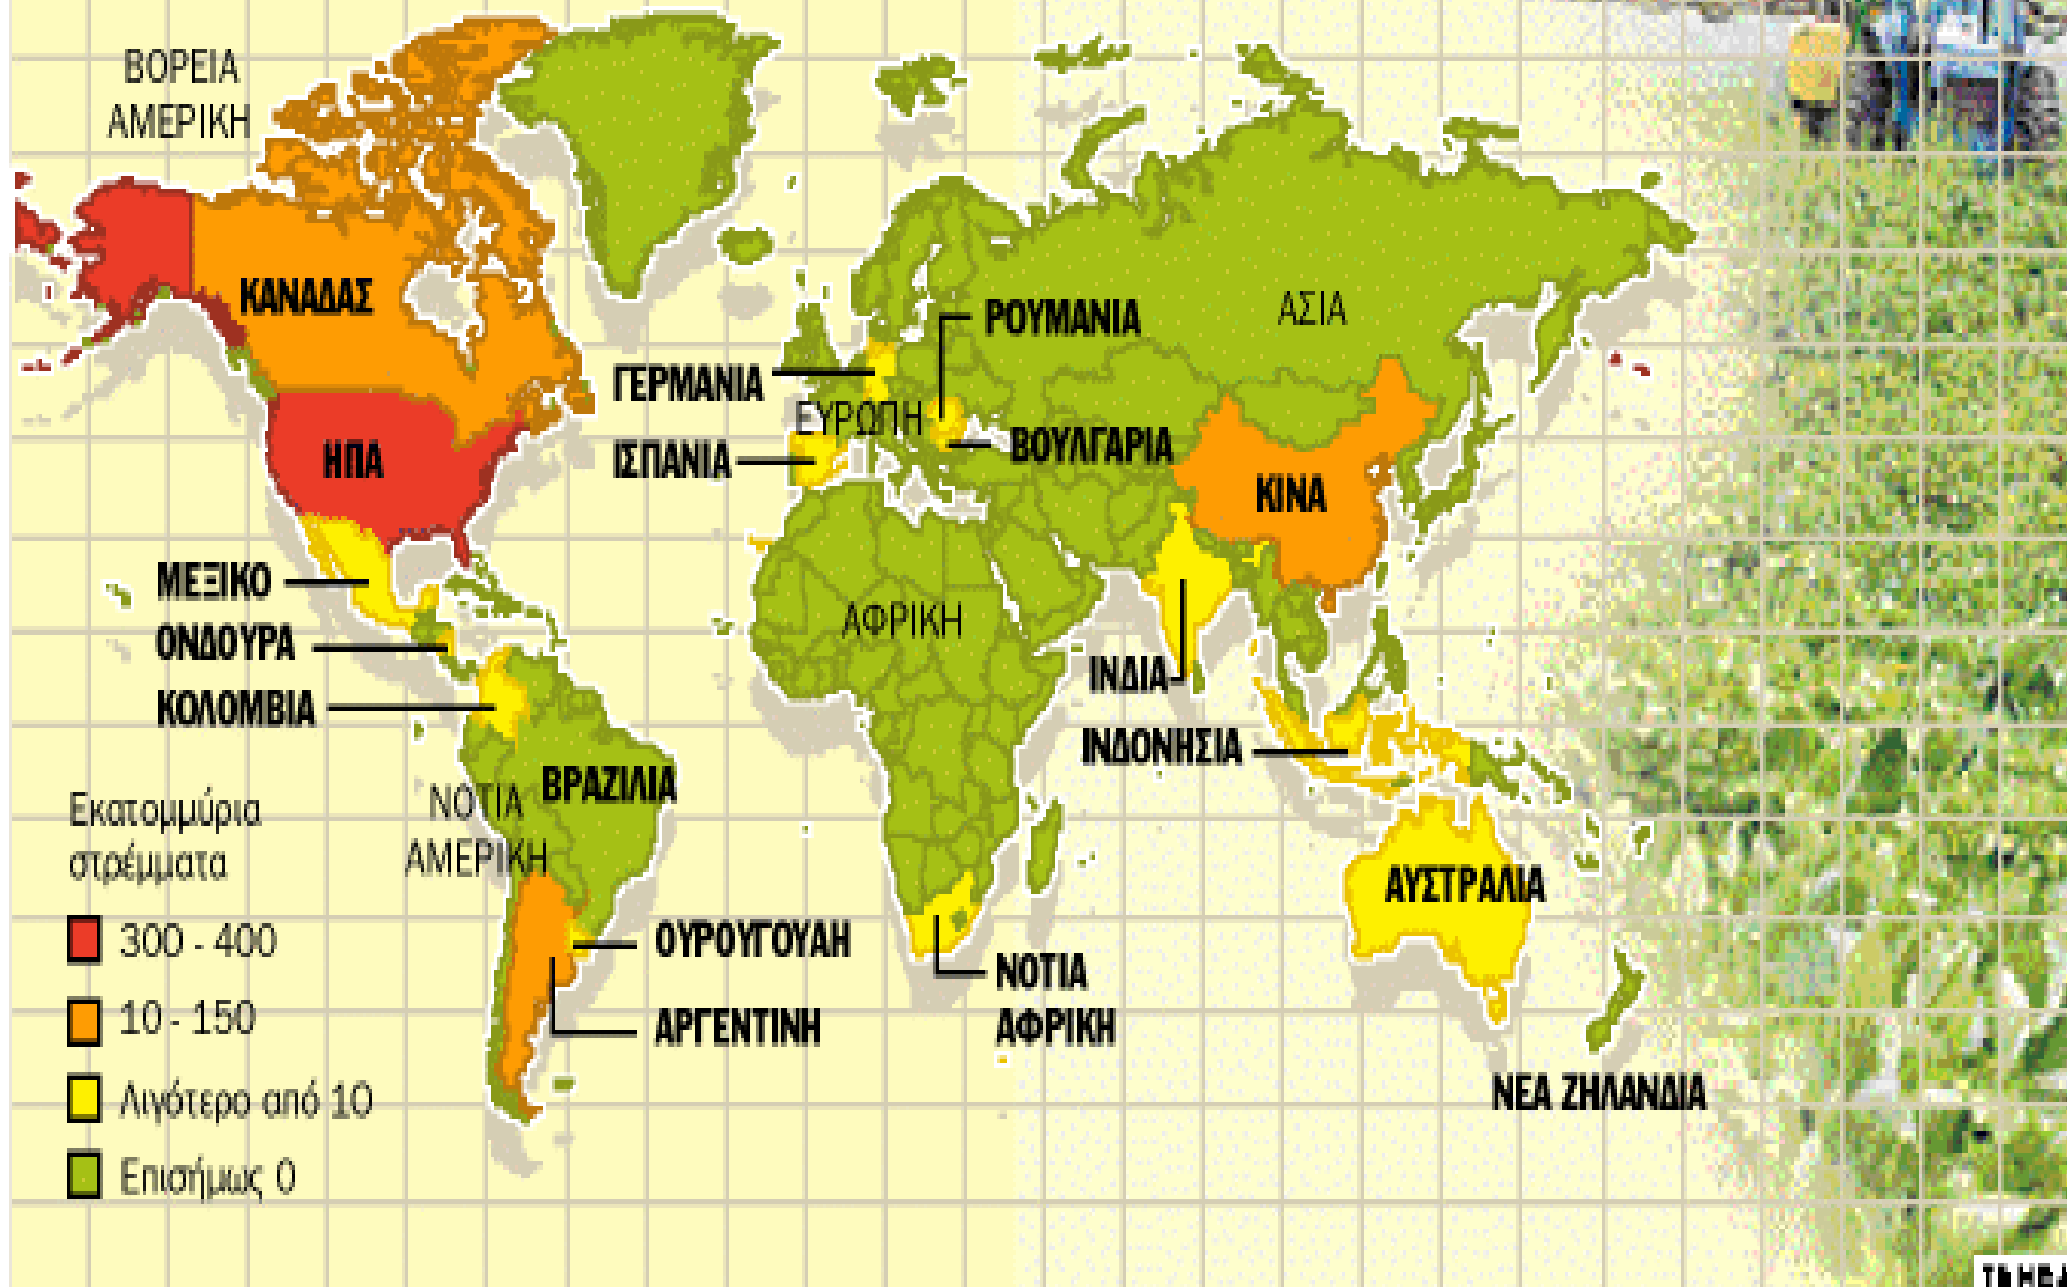 ΒΟΡΕΙΑ
ΑΜΕΡΙΚΗ
ΚΑΝΑΔΑΣ
ΗΠΑ
ΜΕΞΙΚΟ
ΟΝΔΟΥΡΑ
ΚΟΛΟΜΒΙΑ
ΝΟΤΙΑ
ΑΜΕΡΙΚΗ
ΒΡΑΖΙΛΙΑ
ΟΥΡΟΥΓΟΥΑΗ
ΑΡΓΕΝΤΙΝΗ
ΓΕΡΜΑΝΙΑ
ΕΥΡΩΠΗ
ΙΣΠΑΝΙΑ
ΡΟΥΜΑΝΙΑ
ΒΟΥΛΓΑΡΙΑ
ΑΣΙΑ
ΚΙΝΑ
ΑΦΡΙΚΗ
ΙΝΔΙΑ
ΙΝΔΟΝΗΣΙΑ
ΑΥΣΤΡΑΛΙΑ
ΝΟΤΙΑ
ΑΦΡΙΚΗ
ΝΕΑ ΖΗΛΑΝΔΙΑ
Εκατομμύρια
στρέμματα
300 - 400
10 - 150
Λιγότερο από 10
Επισήμως 0